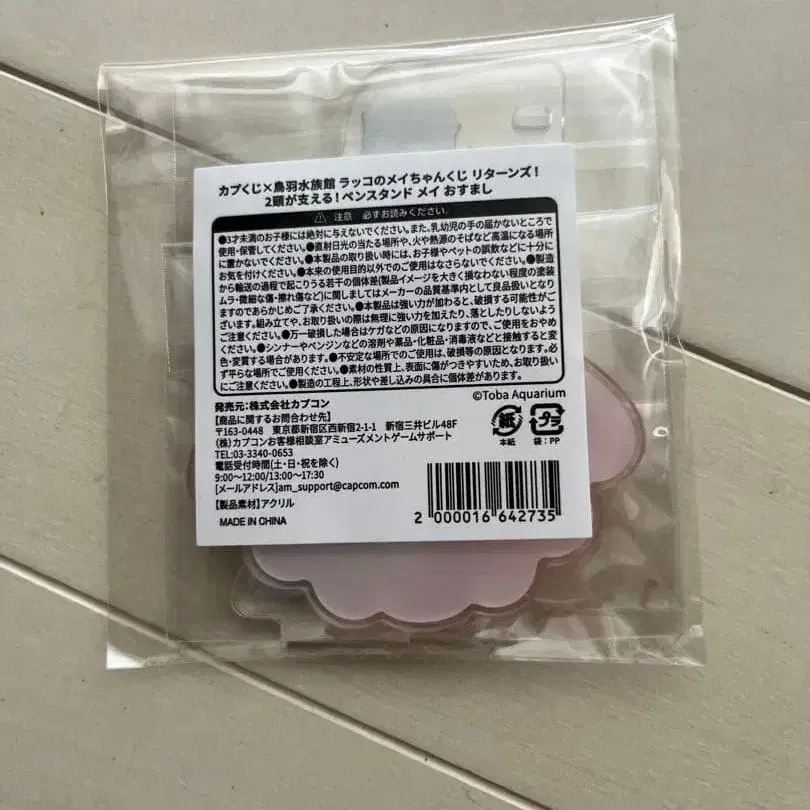 カプくじ×鳥羽水族館 ラッコのメイちゃんくじ リターンズ！
2頭が支える！ペンスタンド メイ おすまし
⚠ 注意 必ずお読みください。
●3才未満のお子様には絶対に与えないでください。また、乳幼児の手の届かないところで
使用・保管してください。●直射日光の当たる場所や、火や熱源のそばなど高温になる場所
に置かないでください。●本製品の取り扱い時には、お子様やペットの誤飲などに十分に
お気を付けください。●本来の使用目的以外でのご使用はなさらないでください。●製造
から輸送の過程で起こりうる若干の個体差(製品イメージを大きく損なわない程度の塗装
ムラ・微細な傷・擦れ傷など)に関しましてはメーカーの品質基準内として良品扱いとなり
ますのであらかじめご了承ください。●本製品は強い力が加わると、破損する可能性がご
ざいます。組み立てや、お取り扱いの際は無理に強い力を加えたり、落としたりしないよう
ご注意ください。●万一破損した場合はケガなどの原因になりますので、ご使用をおやめ
ください。●シンナーやベンジンなどの溶剤や薬品・化粧品・消毒液などと接触すると変
色・変質する場合があります。●不安定な場所でのご使用は、破損等の原因となります。必
ず平らな場所でご使用ください。●素材の性質上、表面に傷がつきやすいため、お取り扱い
にご注意ください。●製造の工程上、形状や差し込みの具合に個体差があります。
©Toba Aquarium
発売元：株式会社カプコン
【商品に関するお問合わせ先】
〒163-0448 東京都新宿区西新宿2-1-1 新宿三井ビル48F
(株)カプコンお客様相談室アミューズメントゲームサポート
TEL:03-3340-0653
電話受付時間(土・日・祝を除く)
9:00～12:00/13:00～17:30
[メールアドレス]am_support@capcom.com
【製品素材】アクリル
MADE IN CHINA
紙
本紙
プラ
袋：PP
2 000016 642735